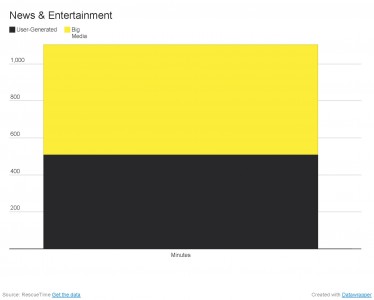 News & Entertainment
User-Generated
Big
Media
1,000
800
600
400
200
Minutes
Source: RescueTime Get the data
Created with Datawrapper